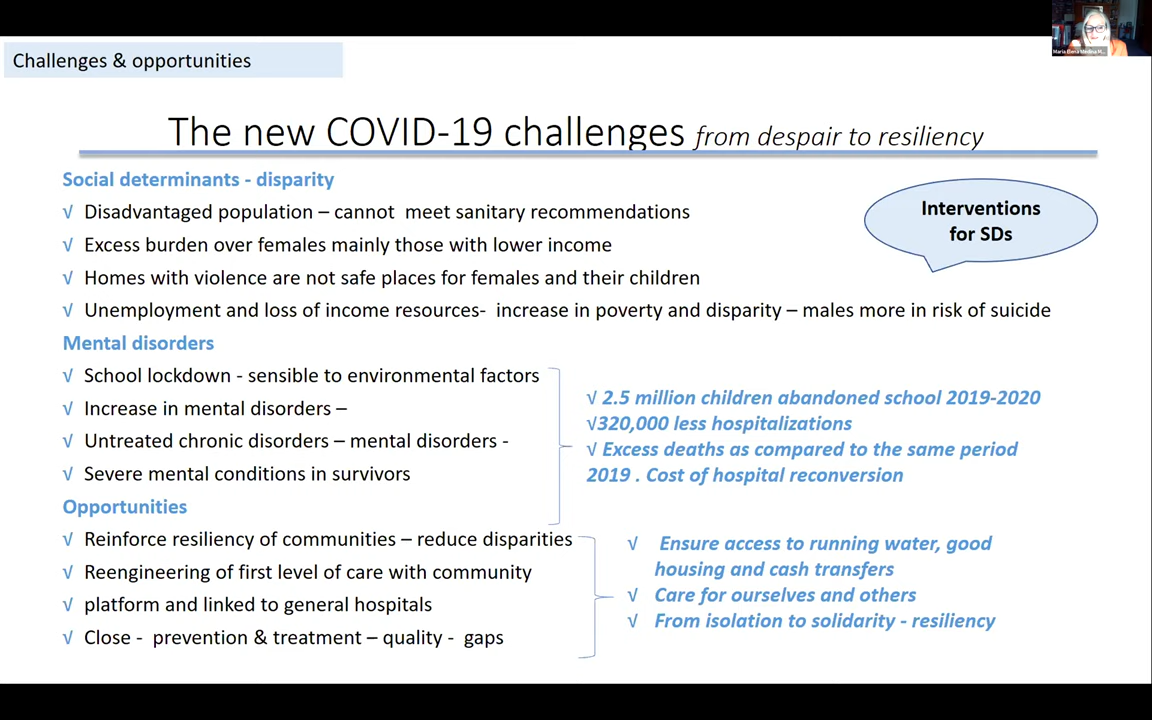 Maria Elena Medina M...
Challenges & opportunities
The new COVID-19 challenges from despair to resiliency
Social determinants - disparity
√ Disadvantaged population – cannot  meet sanitary recommendations
√ Excess burden over females mainly those with lower income
√ Homes with violence are not safe places for females and their children
√ Unemployment and loss of income resources-  increase in poverty and disparity – males more in risk of suicide
Interventions
for SDs
Mental disorders
√ School lockdown - sensible to environmental factors
√ Increase in mental disorders –
√ Untreated chronic disorders – mental disorders -
√ Severe mental conditions in survivors
√ 2.5 million children abandoned school 2019-2020
√320,000 less hospitalizations
√ Excess deaths as compared to the same period
2019 . Cost of hospital reconversion
Opportunities
√ Reinforce resiliency of communities – reduce disparities
√ Reengineering of first level of care with community
√ platform and linked to general hospitals
√ Close -  prevention & treatment – quality -  gaps
√ Ensure access to running water, good
housing and cash transfers
√ Care for ourselves and others
√ From isolation to solidarity - resiliency